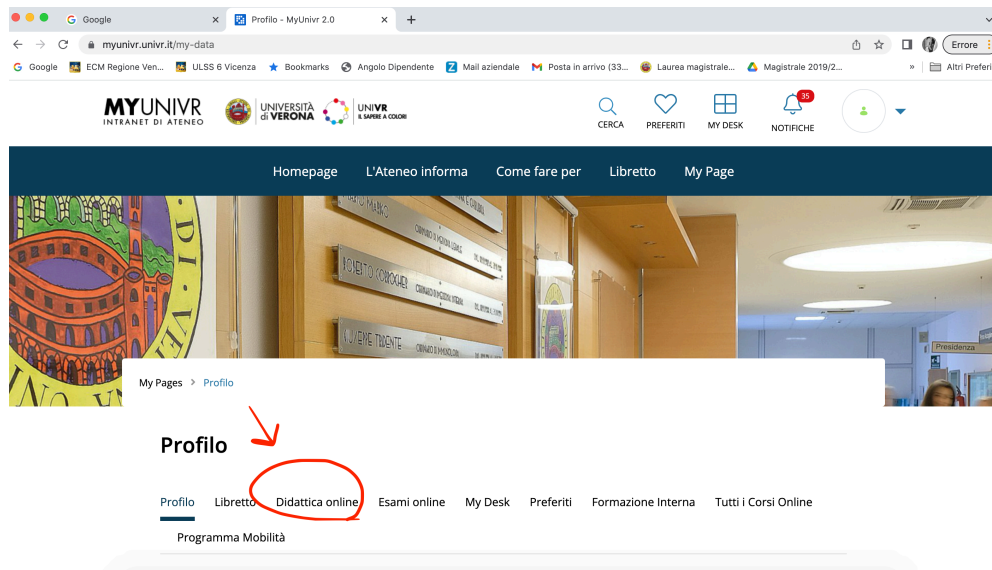 Google
Profilo - MyUnivr 2.0
myunivr.univr.it/my-data
Errore
Google
ECM Regione Ven...
ULSS 6 Vicenza
Bookmarks
Angolo Dipendente
Mail aziendale
Posta in arrivo (33...
Laurea magistrale...
Magistrale 2019/2...
»
Altri Preferi
MYUNIVR
INTRANET DI ATENEO
UNIVERSITÀ
di VERONA
UNIVR
IL SAPERE A COLORI
CERCA
PREFERITI
MY DESK
35
NOTIFICHE
Homepage
L'Ateneo informa
Come fare per
Libretto
My Page
DI VE
Presidenza
My Pages > Profilo
Profilo
Profilo
Libretto
Didattica online
Esami online
My Desk
Preferiti
Formazione Interna
Tutti i Corsi Online
Programma Mobilità